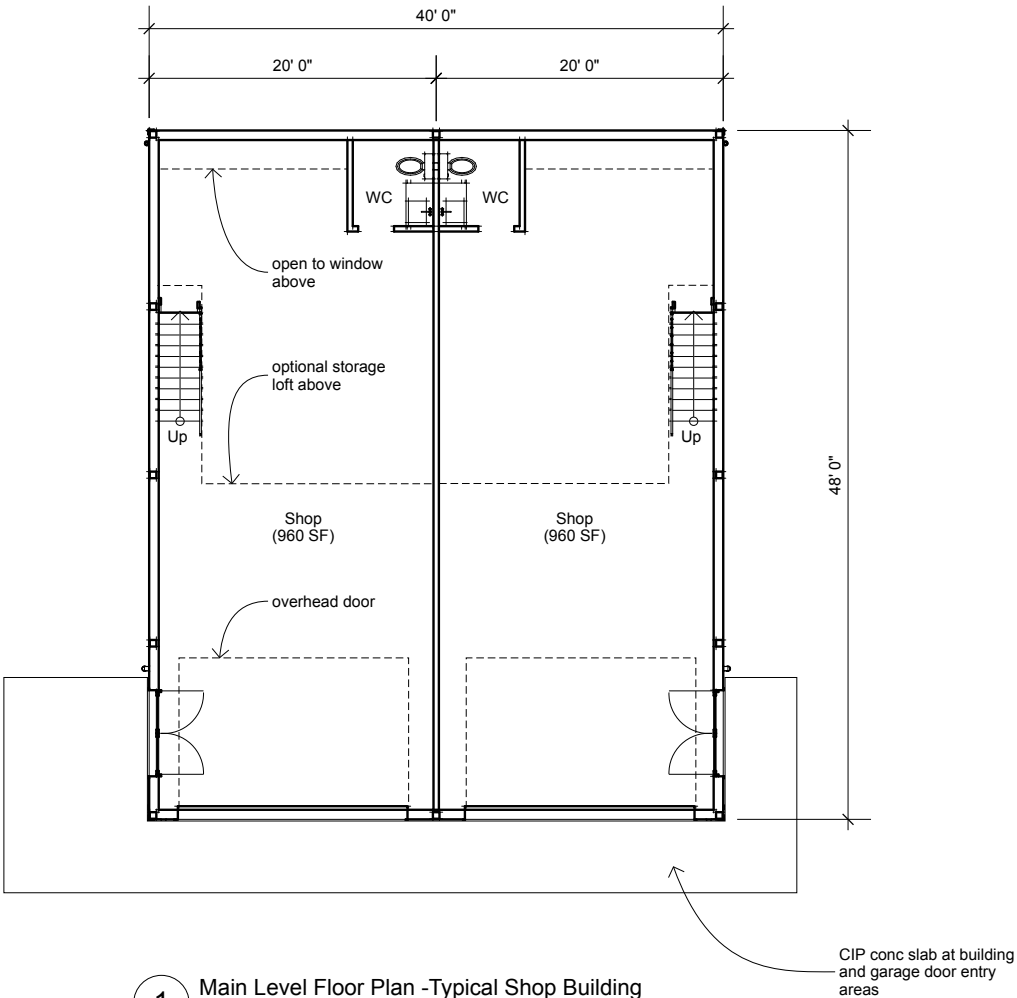 40' 0"
20' 0"
20' 0"
WC
WC
open to window
above
optional storage
loft above
Up
Up
48' 0"
Shop
(960 SF)
Shop
(960 SF)
overhead door
CIP conc slab at building
and garage door entry
areas
1
Main Level Floor Plan -Typical Shop Building